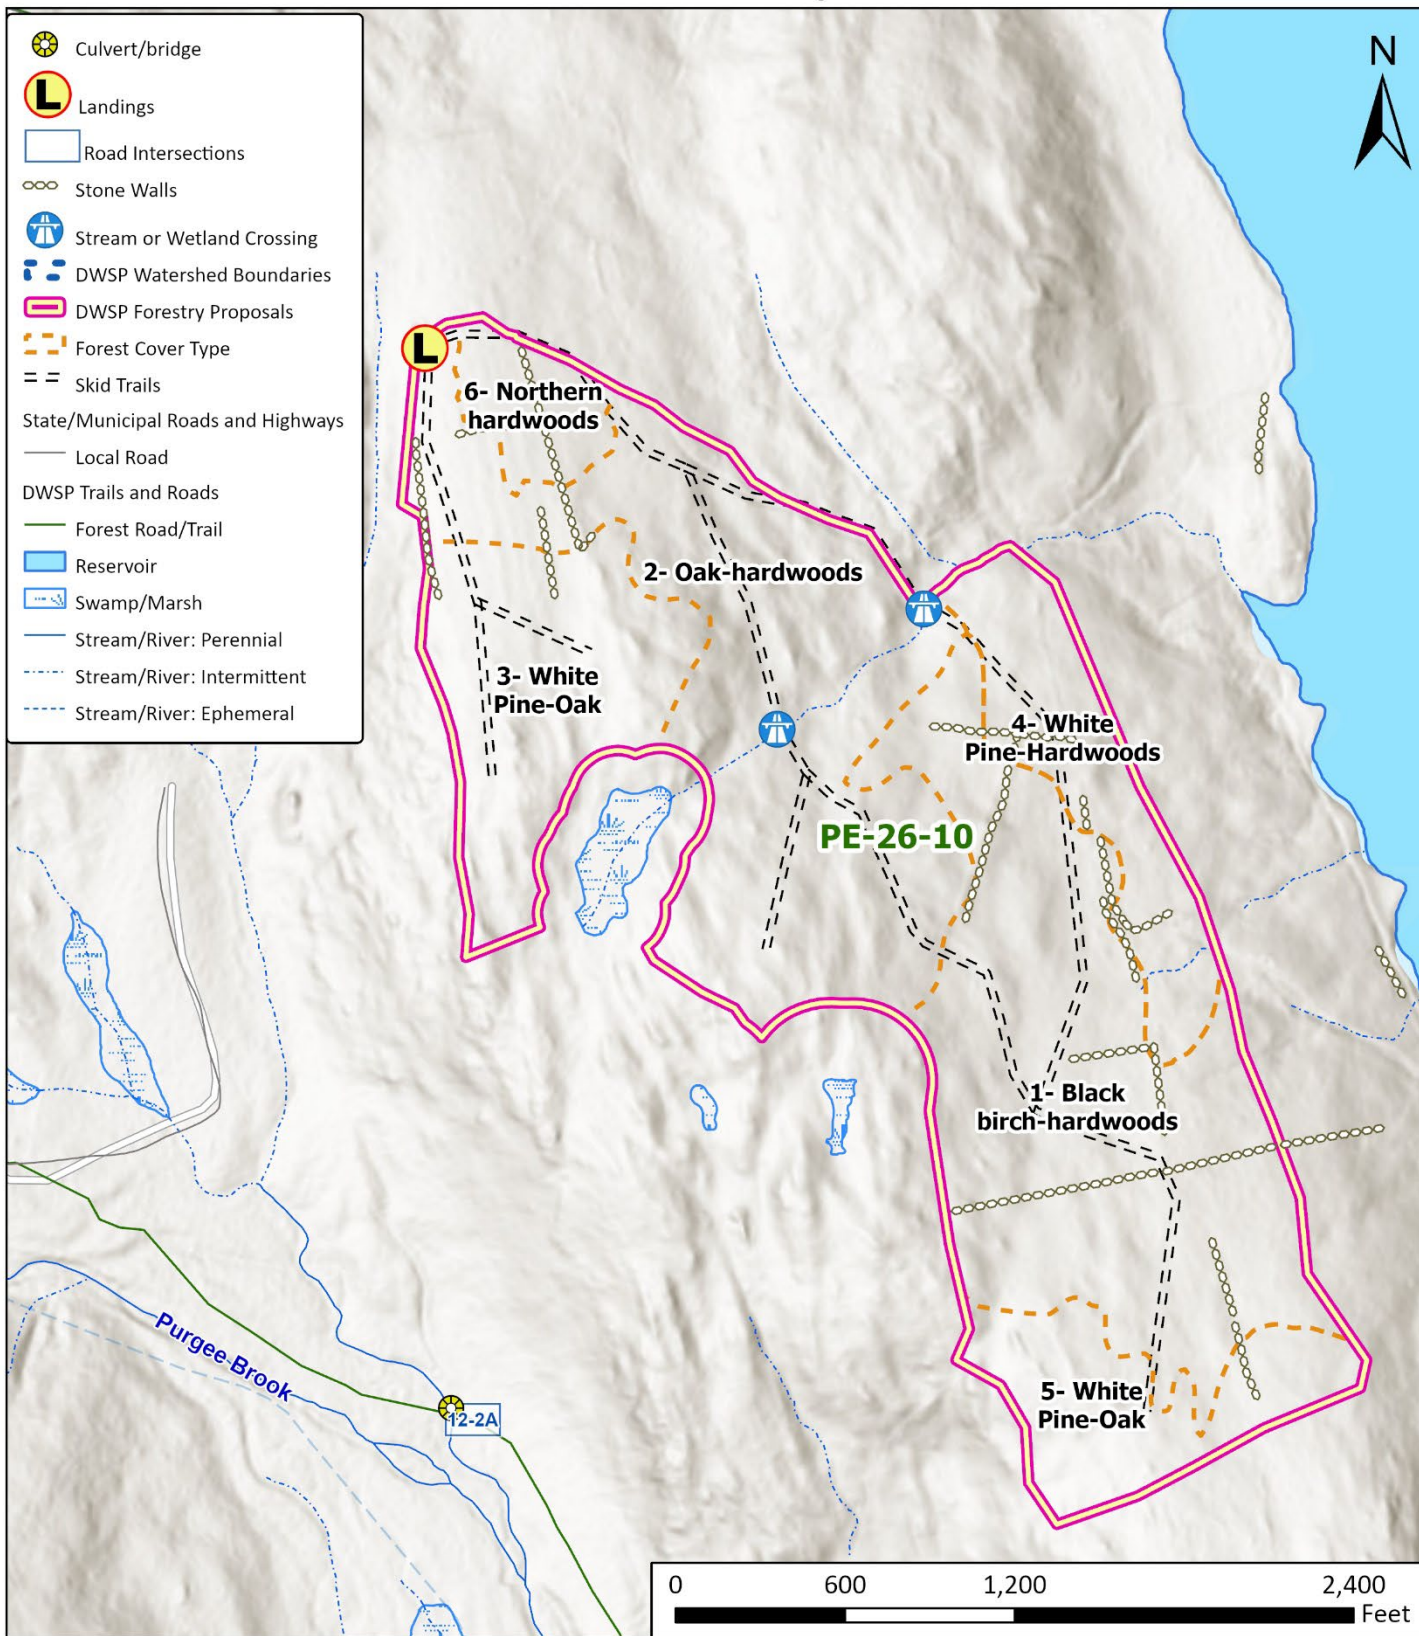 Culvert/bridge
L Landings
Road Intersections
Stone Walls
Stream or Wetland Crossing
DWSP Watershed Boundaries
DWSP Forestry Proposals
Forest Cover Type
Skid Trails
State/Municipal Roads and Highways
Local Road
DWSP Trails and Roads
Forest Road/Trail
Reservoir
Swamp/Marsh
Stream/River: Perennial
Stream/River: Intermittent
Stream/River: Ephemeral
N
L
6- Northern
hardwoods
2- Oak-hardwoods
3- White
Pine-Oak
4- White
Pine-Hardwoods
PE-26-10
1- Black
birch-hardwoods
5- White
Pine-Oak
Purgee Brook
12-2A
0 600 1,200 2,400
Feet